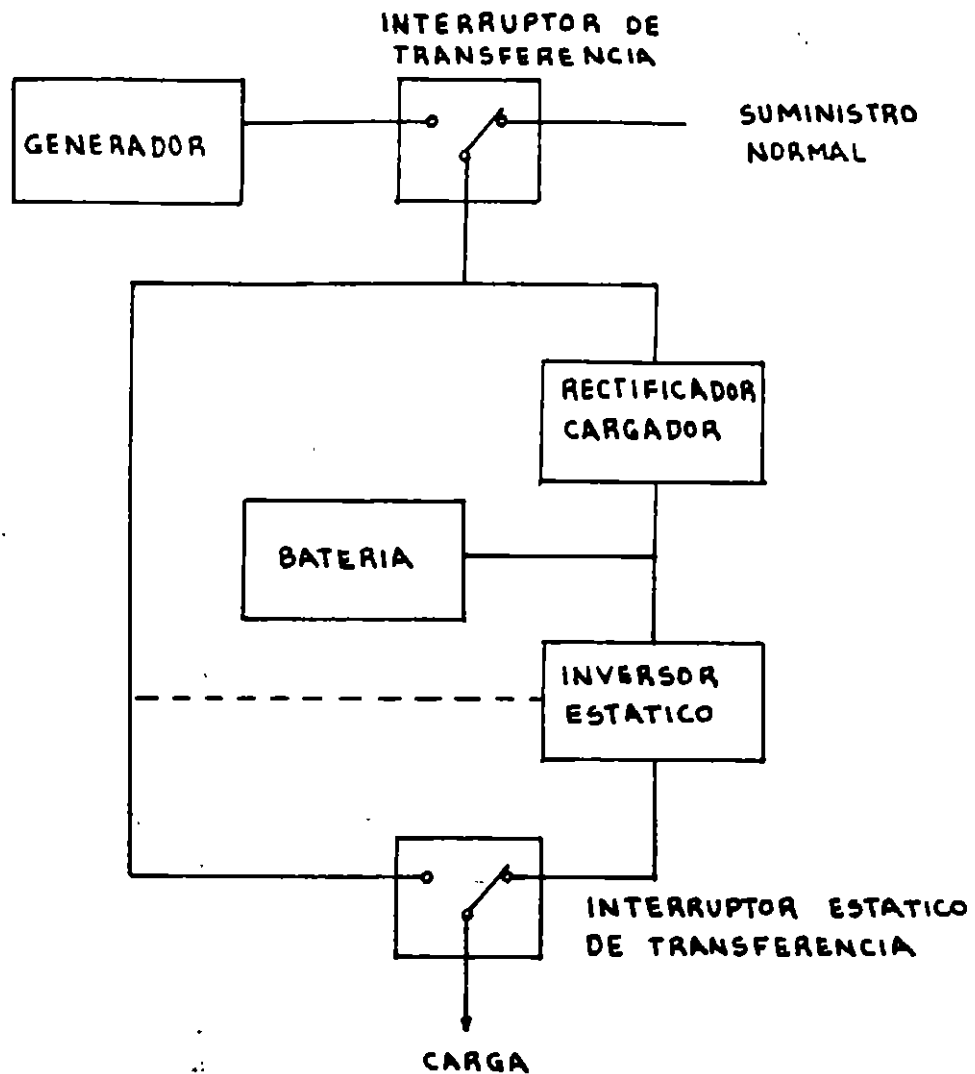 INTERRUPTOR DE
TRANSFERENCIA
GENERADOR
SUMINISTRO
NORMAL
RECTIFICADOR
CARGADOR
BATERIA
INVERSOR
ESTATICO
INTERRUPTOR ESTATICO
DE TRANSFERENCIA
CARGA